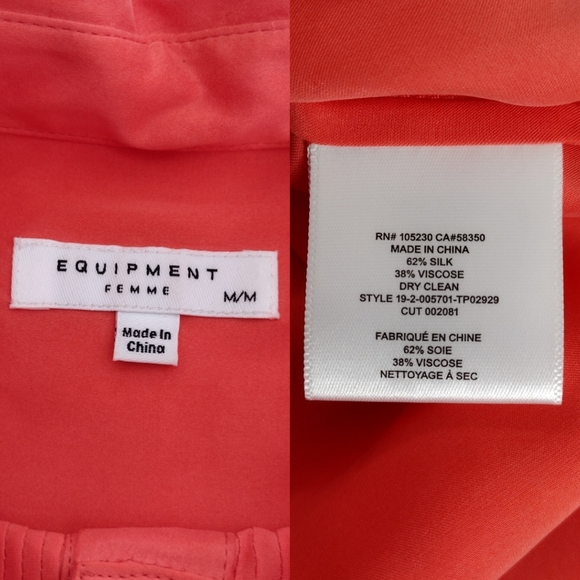 EQUIPMENT
FEMME
M/M
Made In
China
RN# 105230 CA#58350
MADE IN CHINA
62% SILK
38% VISCOSE
DRY CLEAN
STYLE 19-2-005701-TP02929
CUT 002081
FABRIQUÉ EN CHINE
62% SOIE
38% VISCOSE
NETTOYAGE À SEC